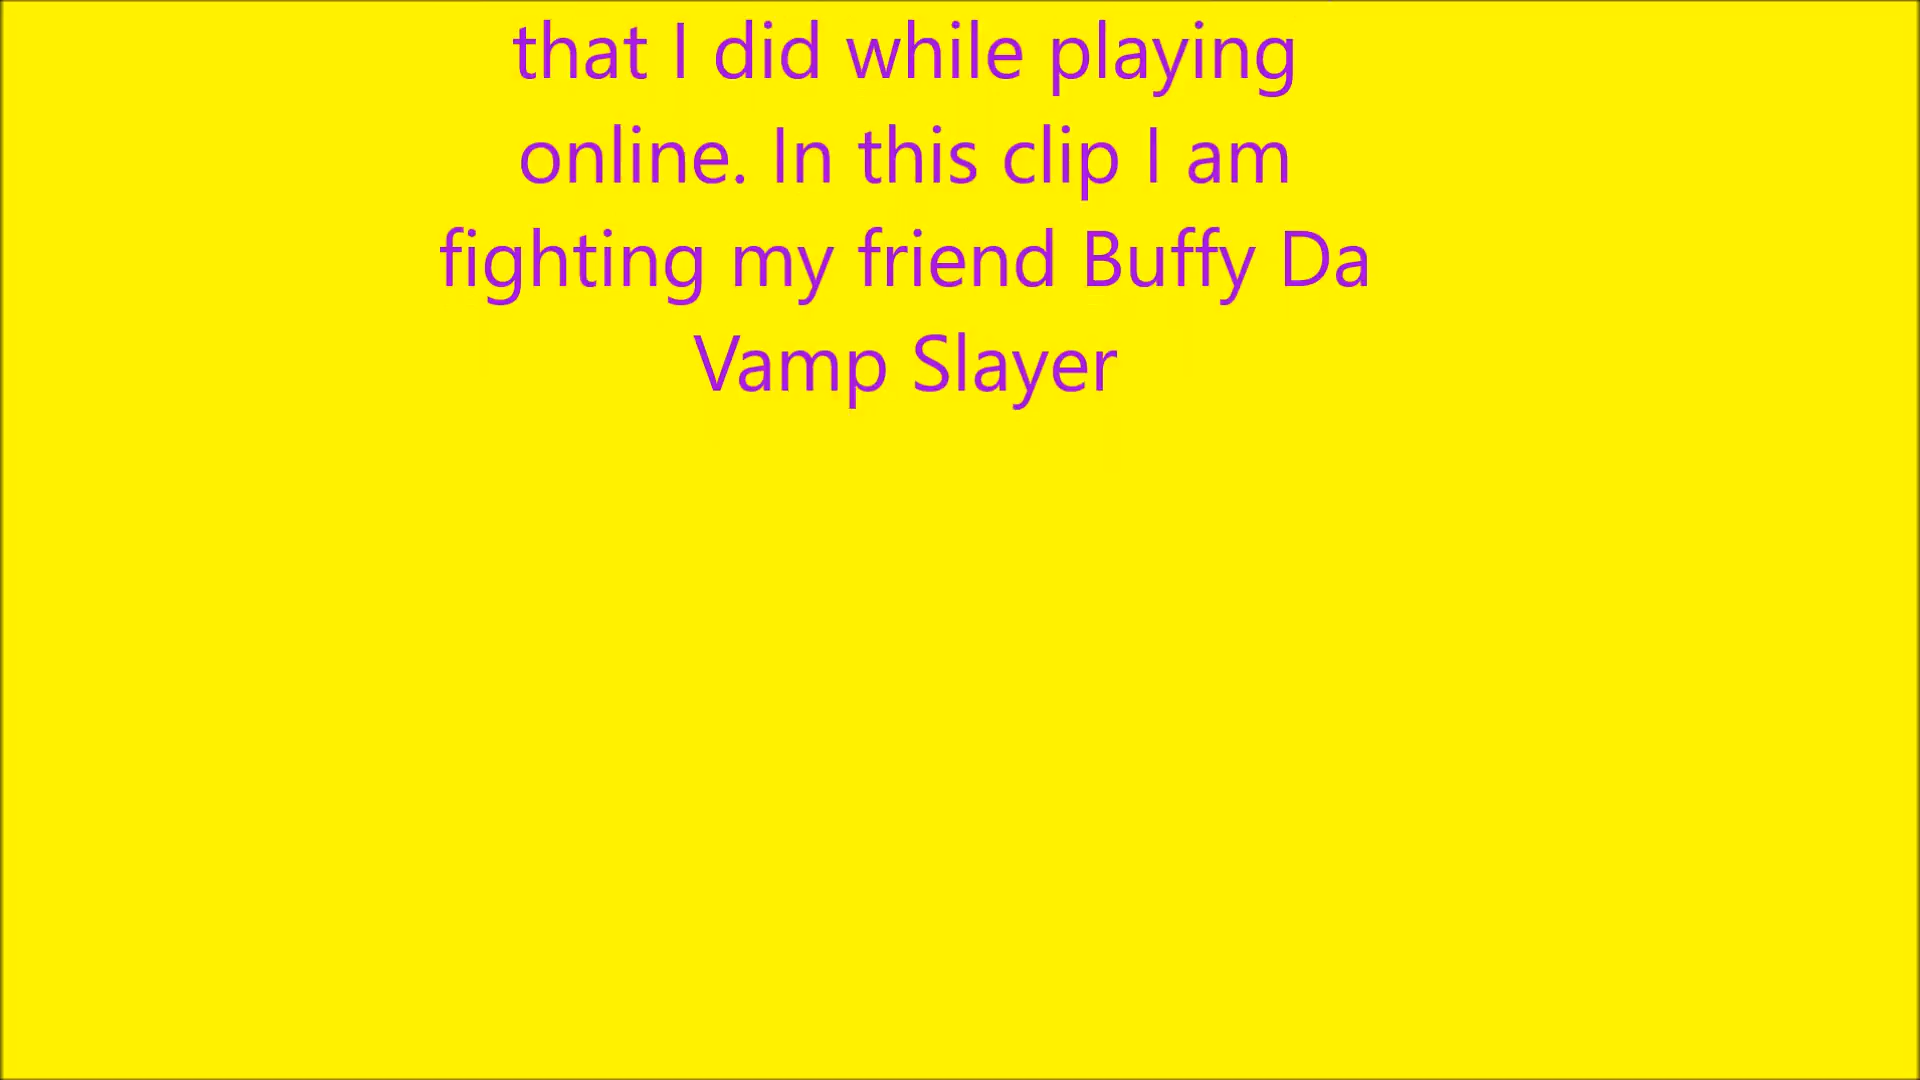 that I did while playing
online. In this clip I am
fighting my friend Buffy Da
Vamp Slayer